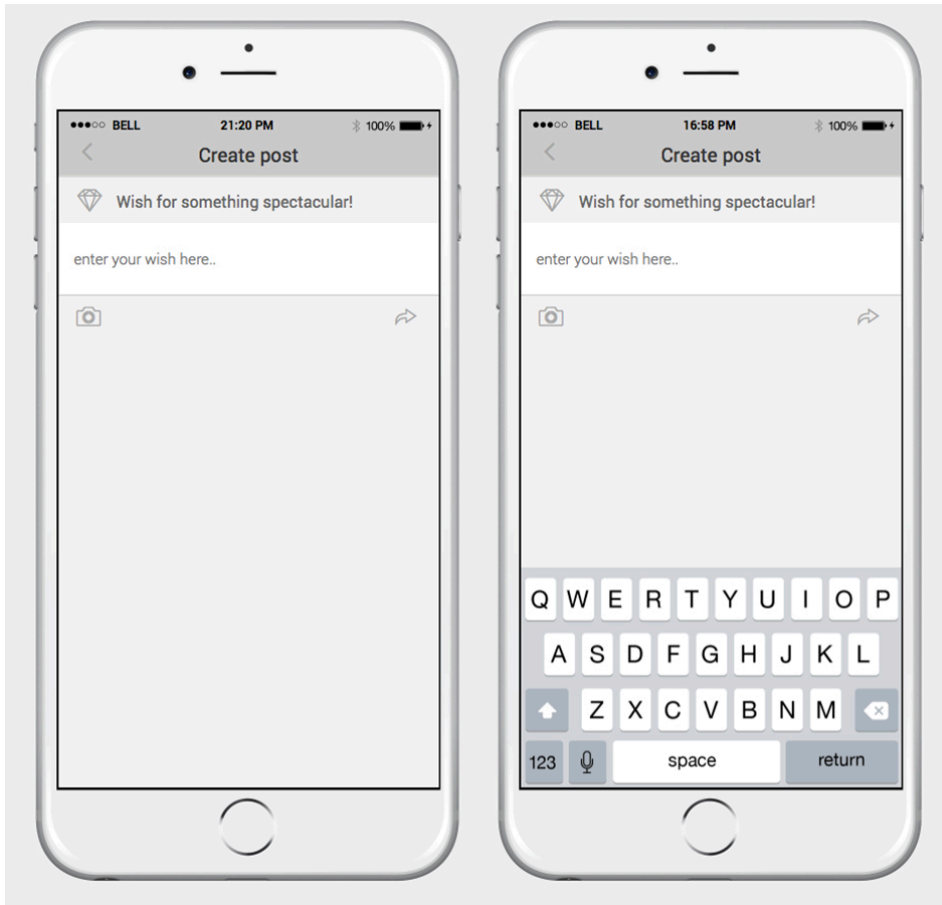 BELL 21:20 PM 100%
Create post
Wish for something spectacular!
enter your wish here..
BELL 16:58 PM 100%
Create post
Wish for something spectacular!
enter your wish here..
Q W E R T Y U I O P
A S D F G H J K L
Z X C V B N M
123 space return